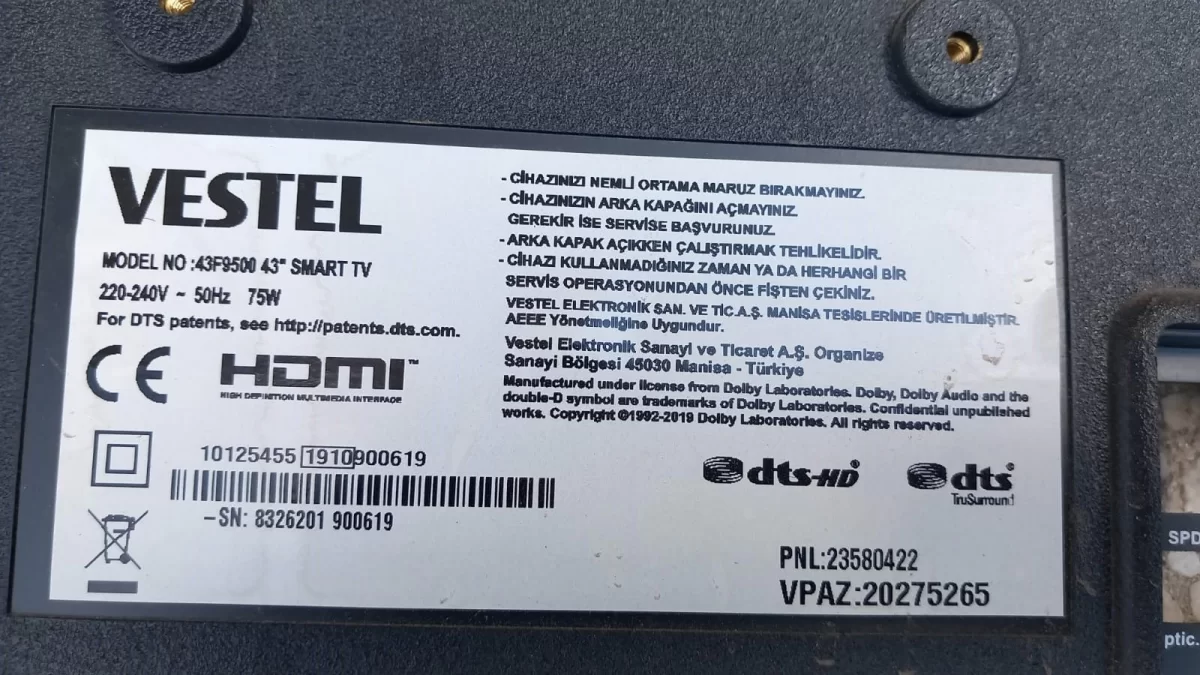 VESTEL
MODEL NO :43F9500 43" SMART TV
220-240V ~ 50Hz 75W
For DTS patents, see http://patents.dts.com.
CE HDMI™
HIGH DEFINITION MULTIMEDIA INTERFACE
10125455 1910900619
-SN: 8326201 900619
- CİHAZINIZI NEMLİ ORTAMA MARUZ BIRAKMAYINIZ.
- CİHAZINIZIN ARKA KAPAĞINI AÇMAYINIZ.
GEREKİR İSE SERVİSE BAŞVURUNUZ.
- ARKA KAPAK AÇIKKEN ÇALIŞTIRMAK TEHLİKELİDİR.
- CİHAZI KULLANMADIĞINIZ ZAMAN YA DA HERHANGİ BİR
SERVİS OPERASYONUNDAN ÖNCE FİŞTEN ÇEKİNİZ.
VESTEL ELEKTRONİK SAN. VE TİC.A.Ş. MANİSA TESİSLERİNDE ÜRETİLMİŞTİR.
AEEE Yönetmeliğine Uygundur.
Vestel Elektronik Sanayi ve Ticaret A.Ş. Organize
Sanayi Bölgesi 45030 Manisa - Türkiye
Manufactured under license from Dolby Laboratories. Dolby, Dolby Audio and the
double-D symbol are trademarks of Dolby Laboratories. Confidential unpublished
works. Copyright ©1992-2019 Dolby Laboratories. All rights reserved.
dts-HD®
dts®
TruSurround
PNL:23580422
VPAZ:20275265
SPD
ptic.